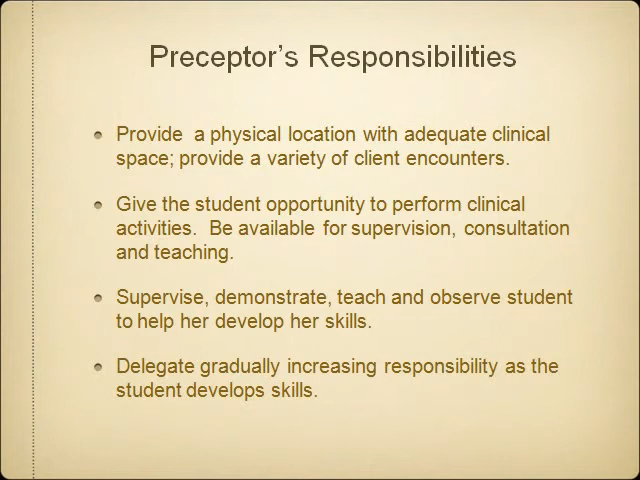 Preceptor's Responsibilities
Provide a physical location with adequate clinical
space; provide a variety of client encounters.
Give the student opportunity to perform clinical
activities. Be available for supervision, consultation
and teaching.
Supervise, demonstrate, teach and observe student
to help her develop her skills.
Delegate gradually increasing responsibility as the
student develops skills.